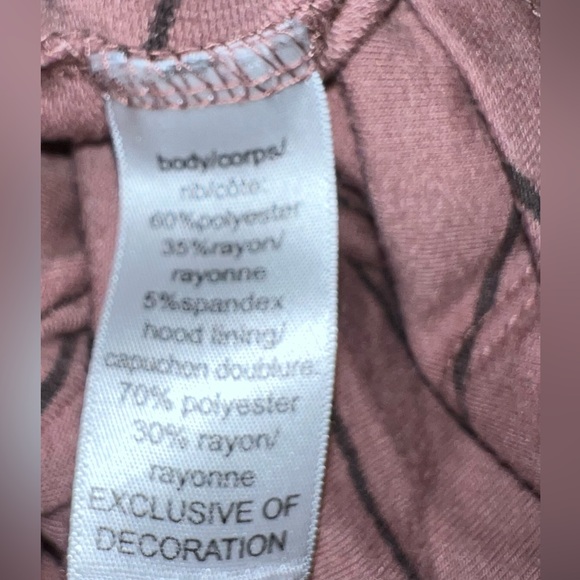 body/corps/
rib/côte:
60%polyester
35%rayon/
rayonne
5%spandex
hood lining/
capuchon doublure:
70% polyester
30% rayon/
rayonne
EXCLUSIVE OF
DECORATION